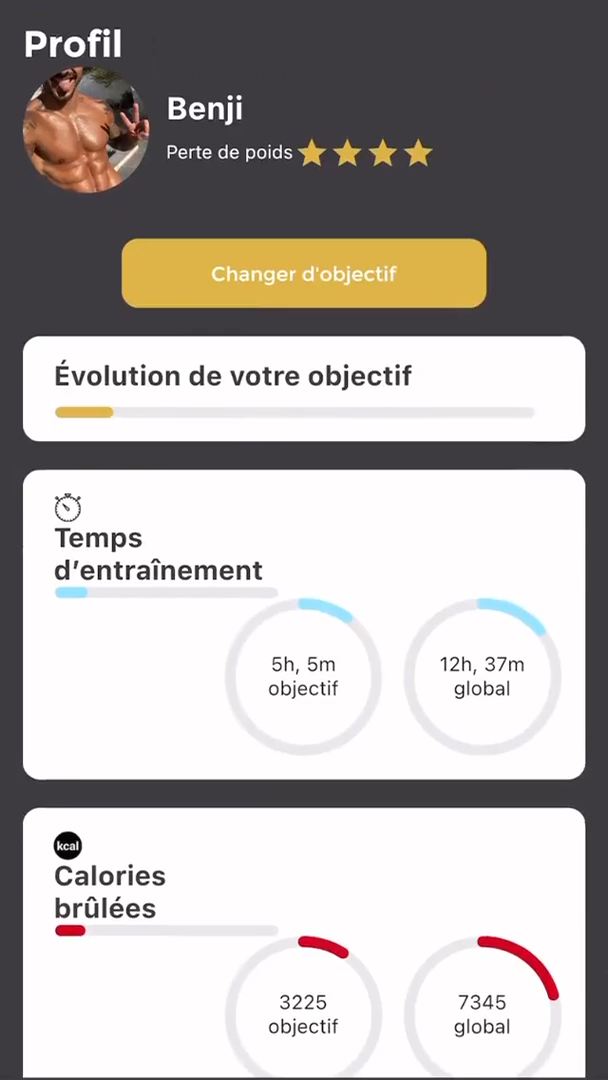 Profil
Benji
Perte de poids
Changer d'objectif
Évolution de votre objectif
Temps
d’entraînement
5h, 5m
objectif
12h, 37m
global
kcal
Calories
brûlées
3225
objectif
7345
global